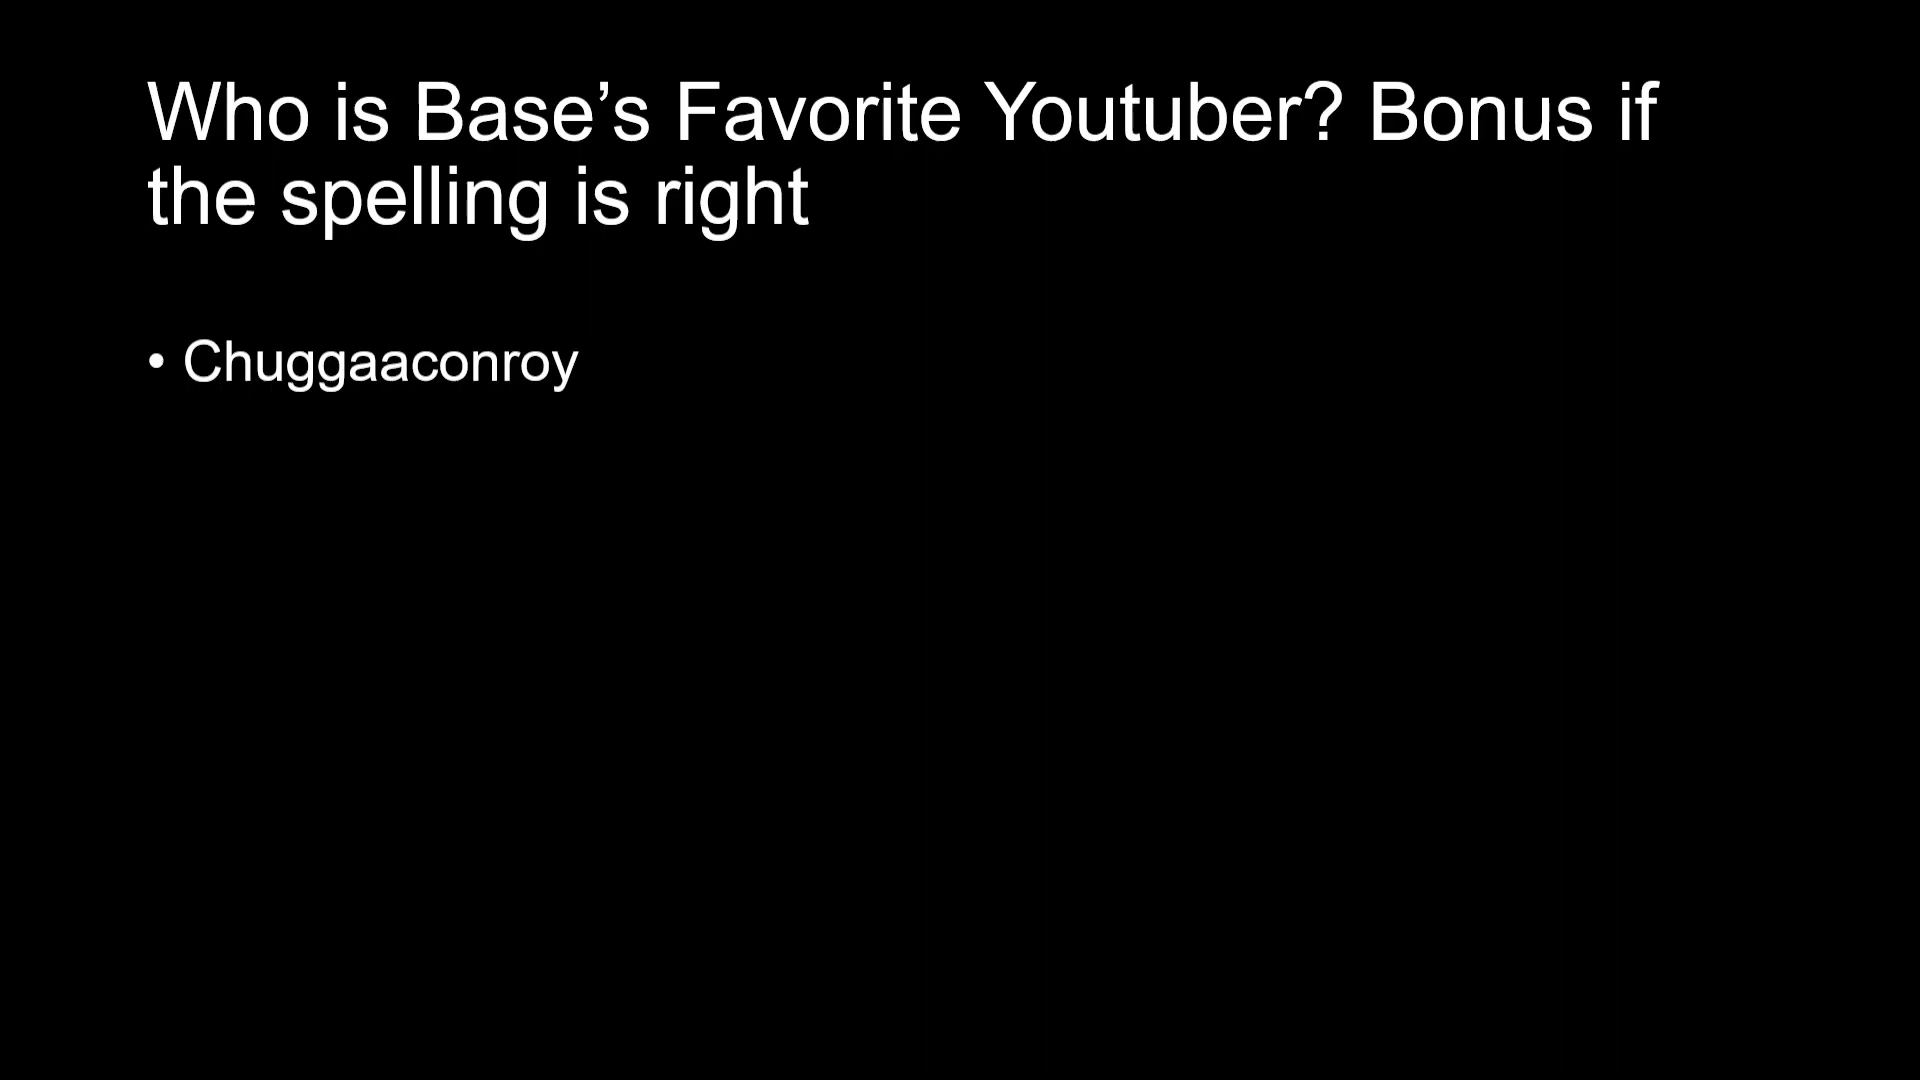 Who is Base’s Favorite Youtuber? Bonus if
the spelling is right
• Chuggaaconroy